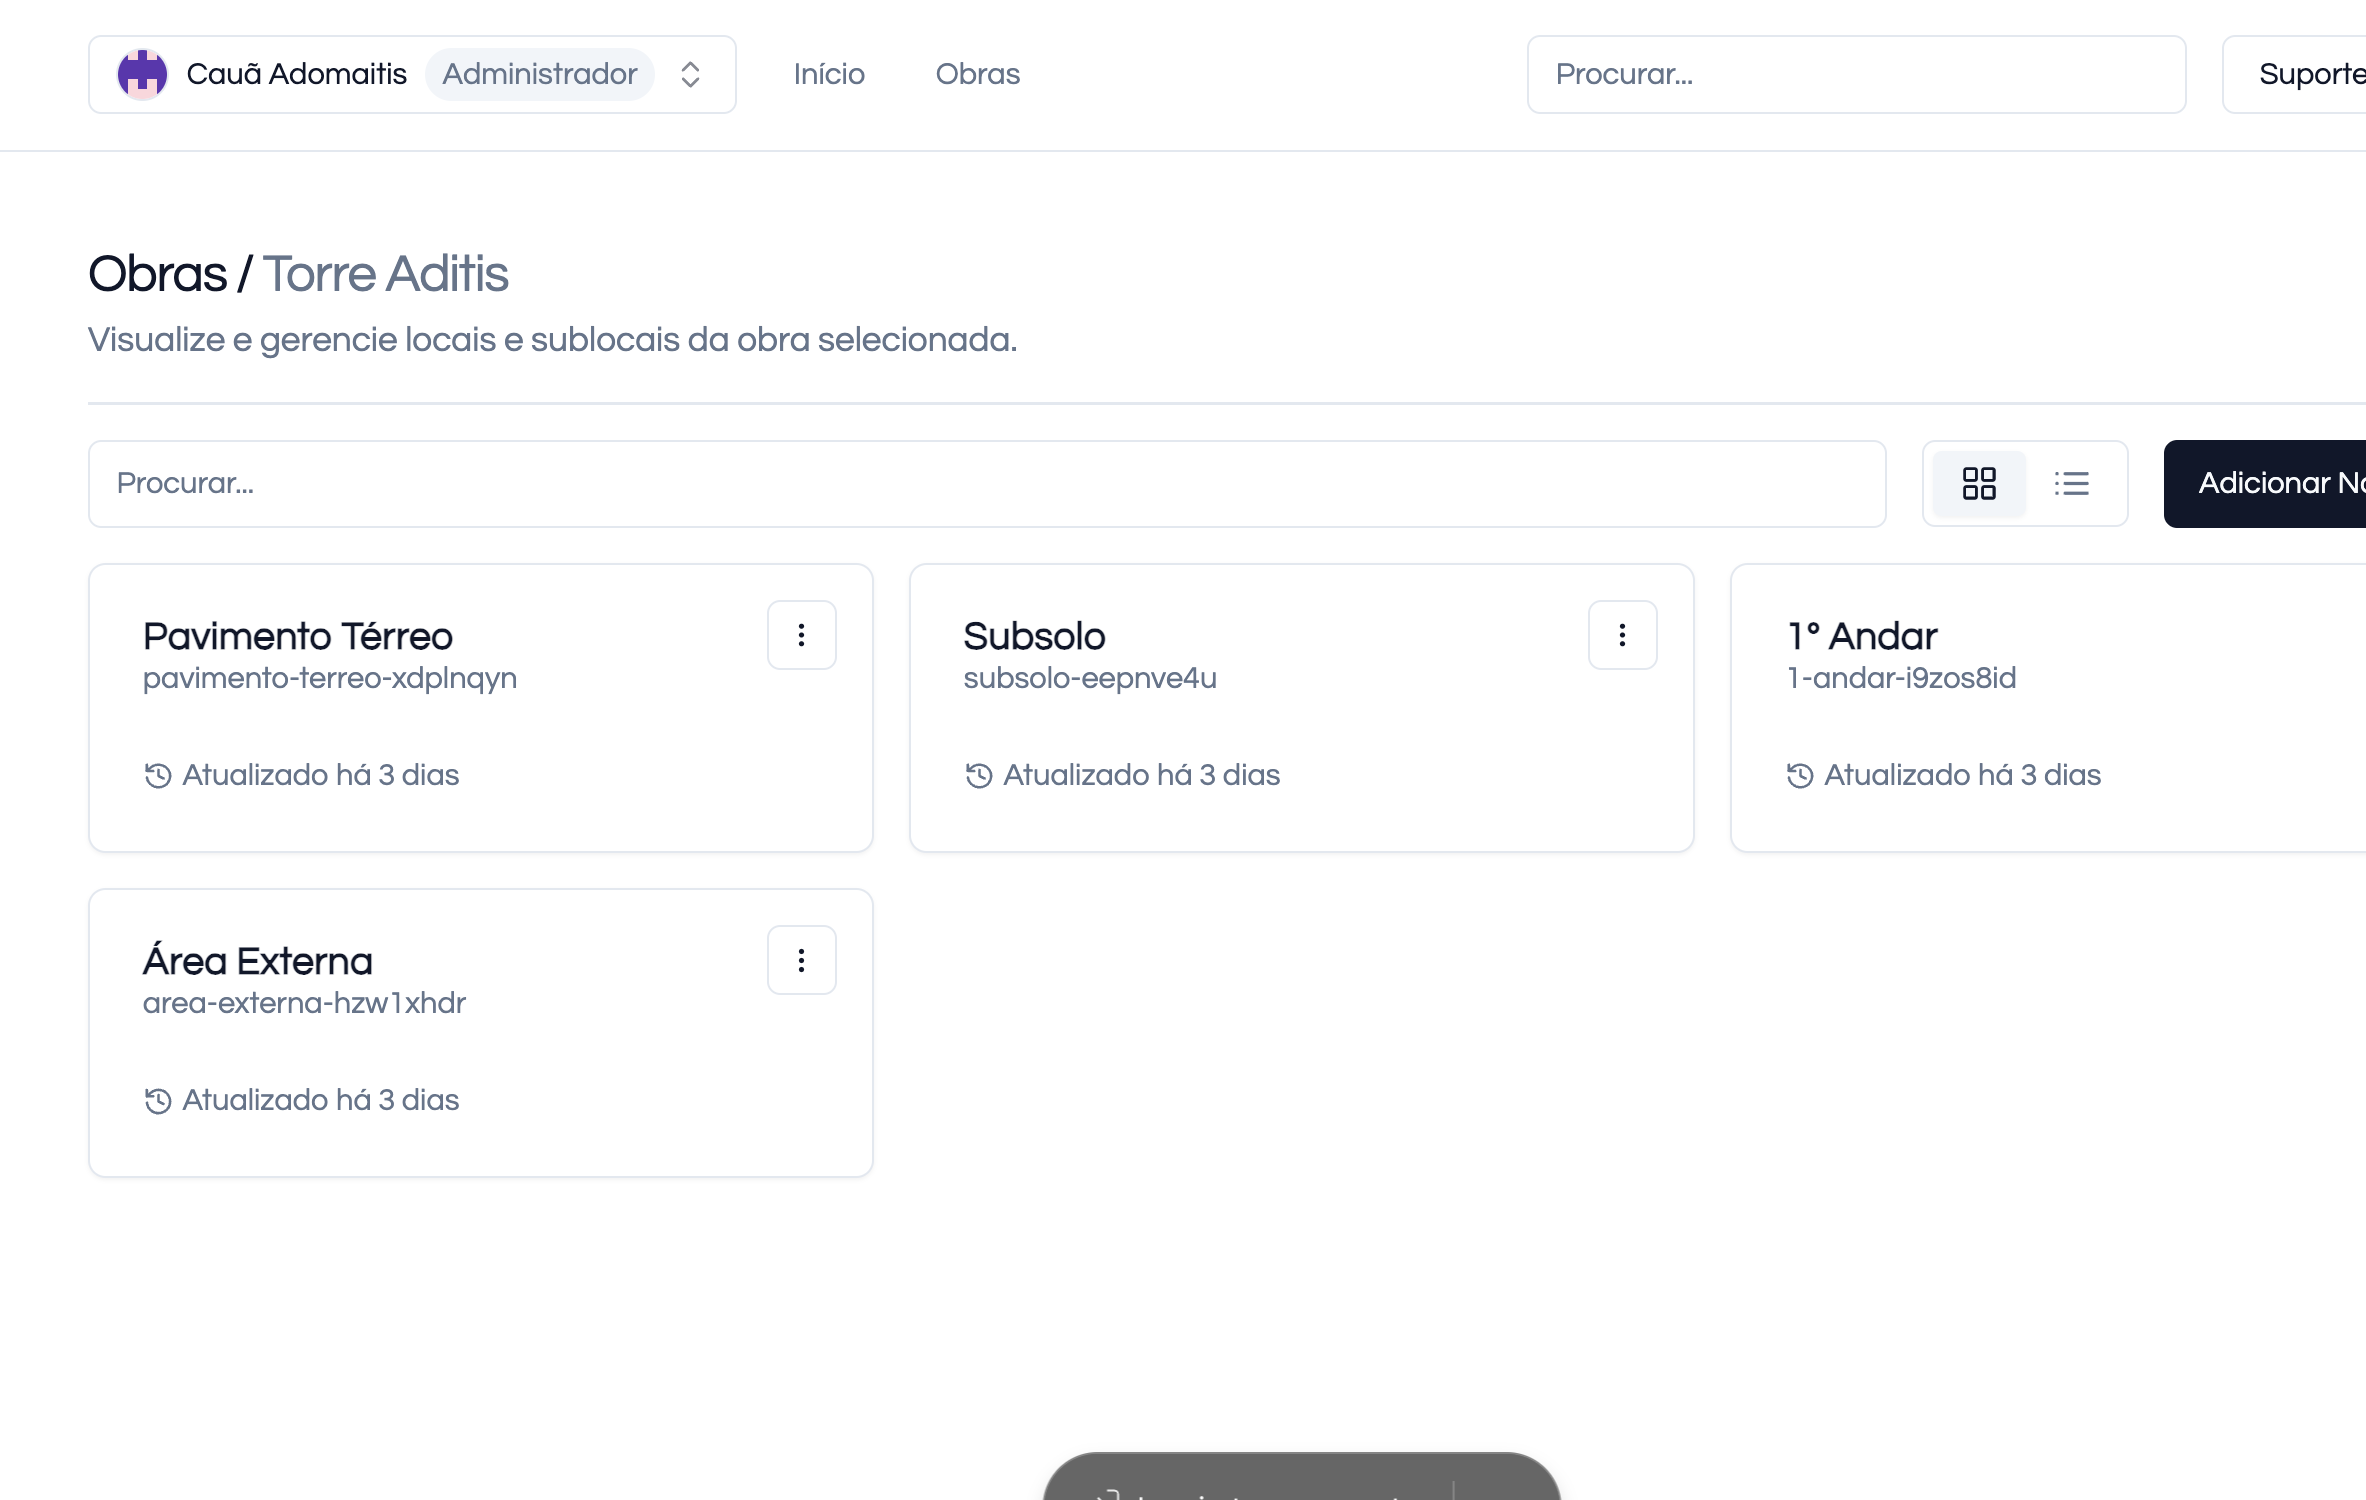 Cauã Adomaitis Administrador Início Obras Procurar... Suporte
Obras / Torre Aditis
Visualize e gerencie locais e sublocais da obra selecionada.
Procurar... Adicionar
Pavimento Térreo
pavimento-terreo-xdplnqyn
Atualizado há 3 dias
Subsolo
subsolo-eepnve4u
Atualizado há 3 dias
1° Andar
1-andar-i9zos8id
Atualizado há 3 dias
Área Externa
area-externa-hzw1xhdr
Atualizado há 3 dias